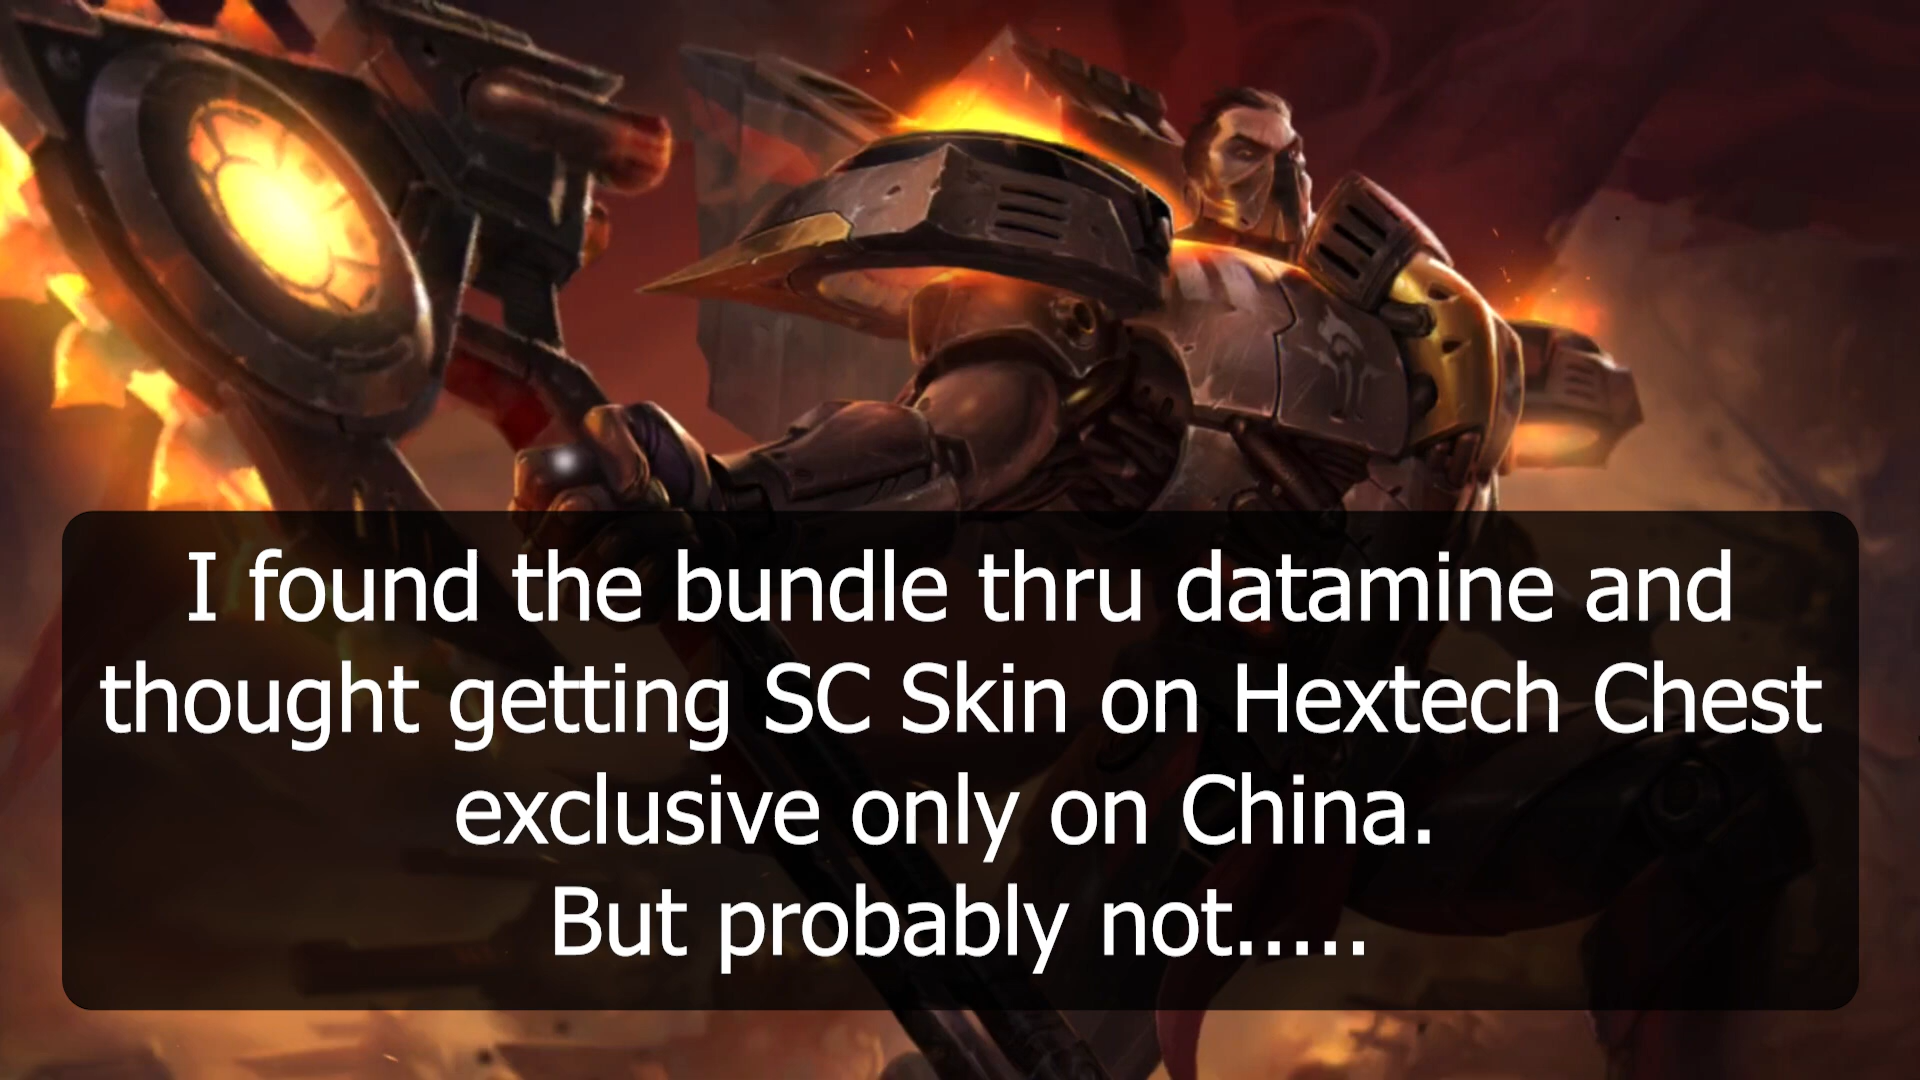 I found the bundle thru datamine and
thought getting SC Skin on Hextech Chest
exclusive only on China.
But probably not.....